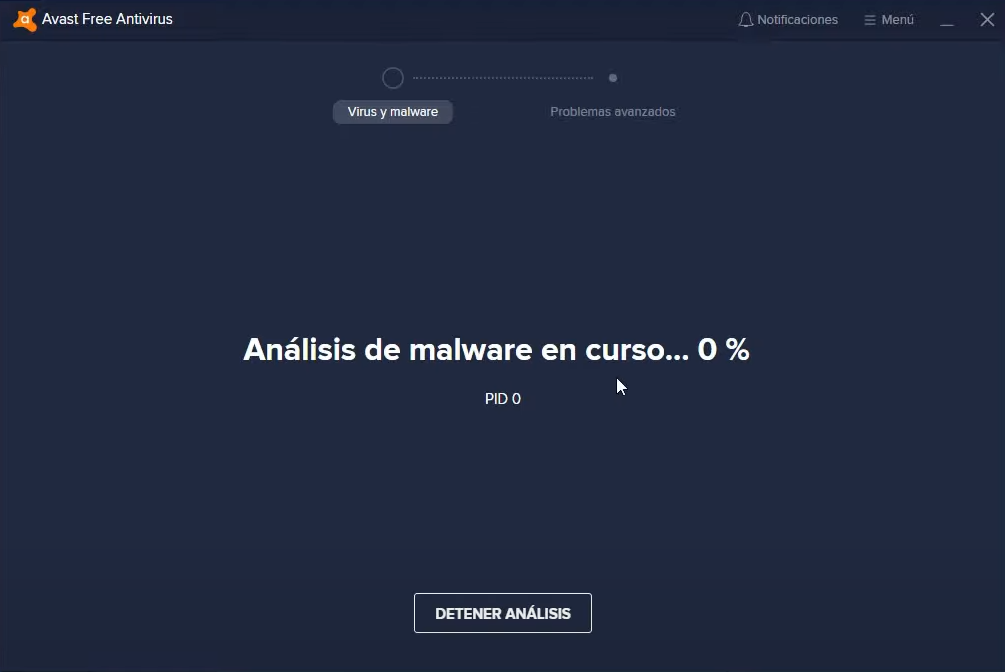 Avast Free Antivirus
Notificaciones
Menú
Virus y malware
Problemas avanzados
Análisis de malware en curso... 0 %
PID 0
DETENER ANÁLISIS